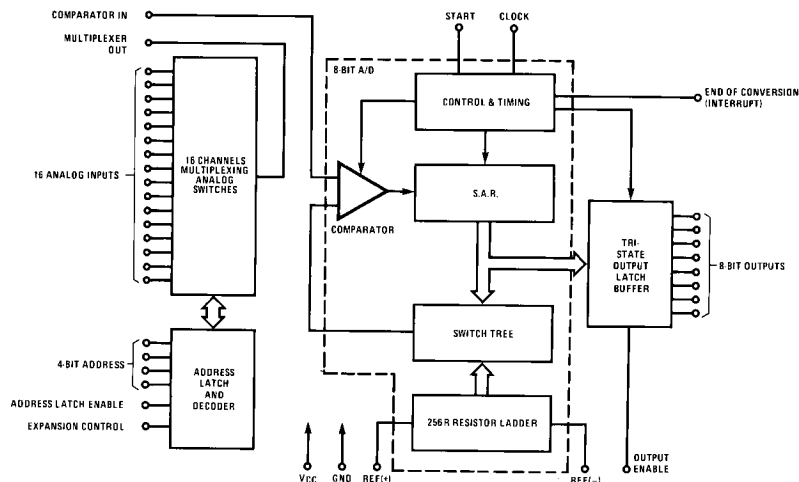 COMPARATOR IN
MULTIPLEXER
OUT
START
CLOCK
8-BIT A/D
CONTROL & TIMING
END OF CONVERSION
(INTERRUPT)
16 ANALOG INPUTS
16 CHANNELS
MULTIPLEXING
ANALOG
SWITCHES
COMPARATOR
S.A.R.
TRI-
STATE
OUTPUT
LATCH
BUFFER
8-BIT OUTPUTS
SWITCH TREE
4-BIT ADDRESS
ADDRESS LATCH ENABLE
EXPANSION CONTROL
ADDRESS
LATCH
AND
DECODER
256R RESISTOR LADDER
VCC
GND
REF(+)
REF(−)
OUTPUT
ENABLE